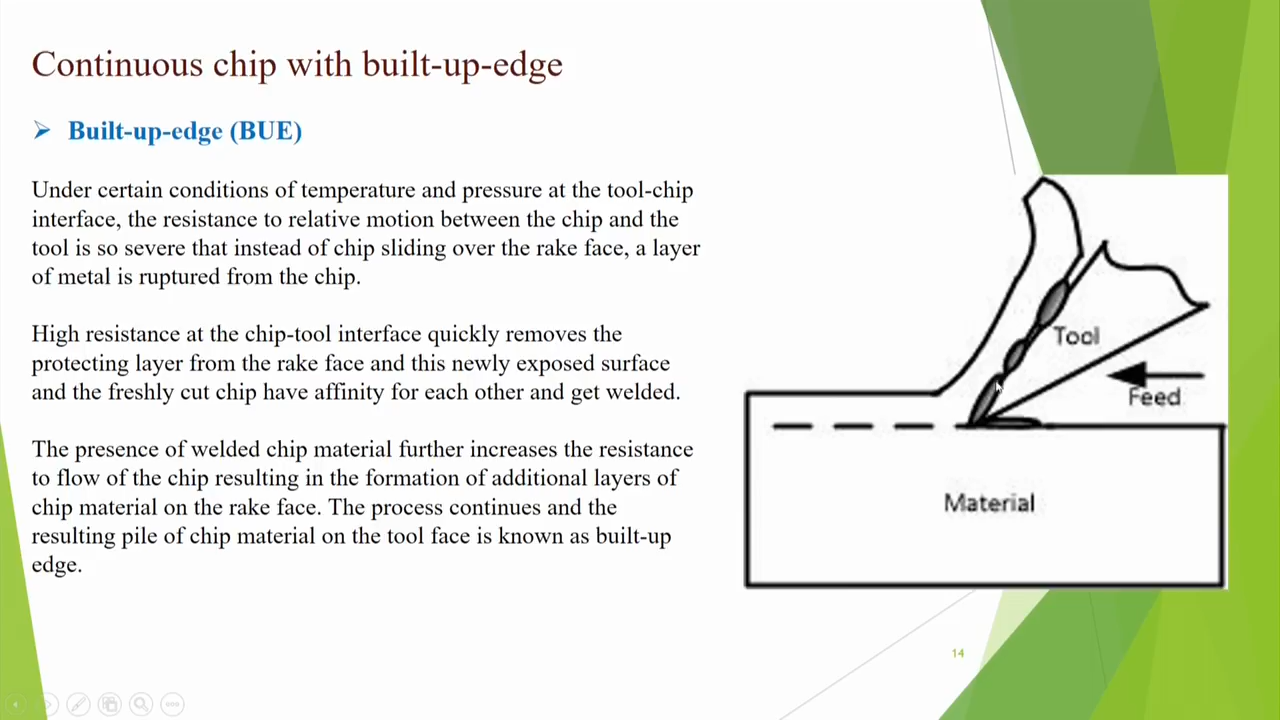 Continuous chip with built-up-edge
Built-up-edge (BUE)
Under certain conditions of temperature and pressure at the tool-chip
interface, the resistance to relative motion between the chip and the
tool is so severe that instead of chip sliding over the rake face, a layer
of metal is ruptured from the chip.
High resistance at the chip-tool interface quickly removes the
protecting layer from the rake face and this newly exposed surface
and the freshly cut chip have affinity for each other and get welded.
The presence of welded chip material further increases the resistance
to flow of the chip resulting in the formation of additional layers of
chip material on the rake face. The process continues and the
resulting pile of chip material on the tool face is known as built-up
edge.
Tool
Feed
Material
14